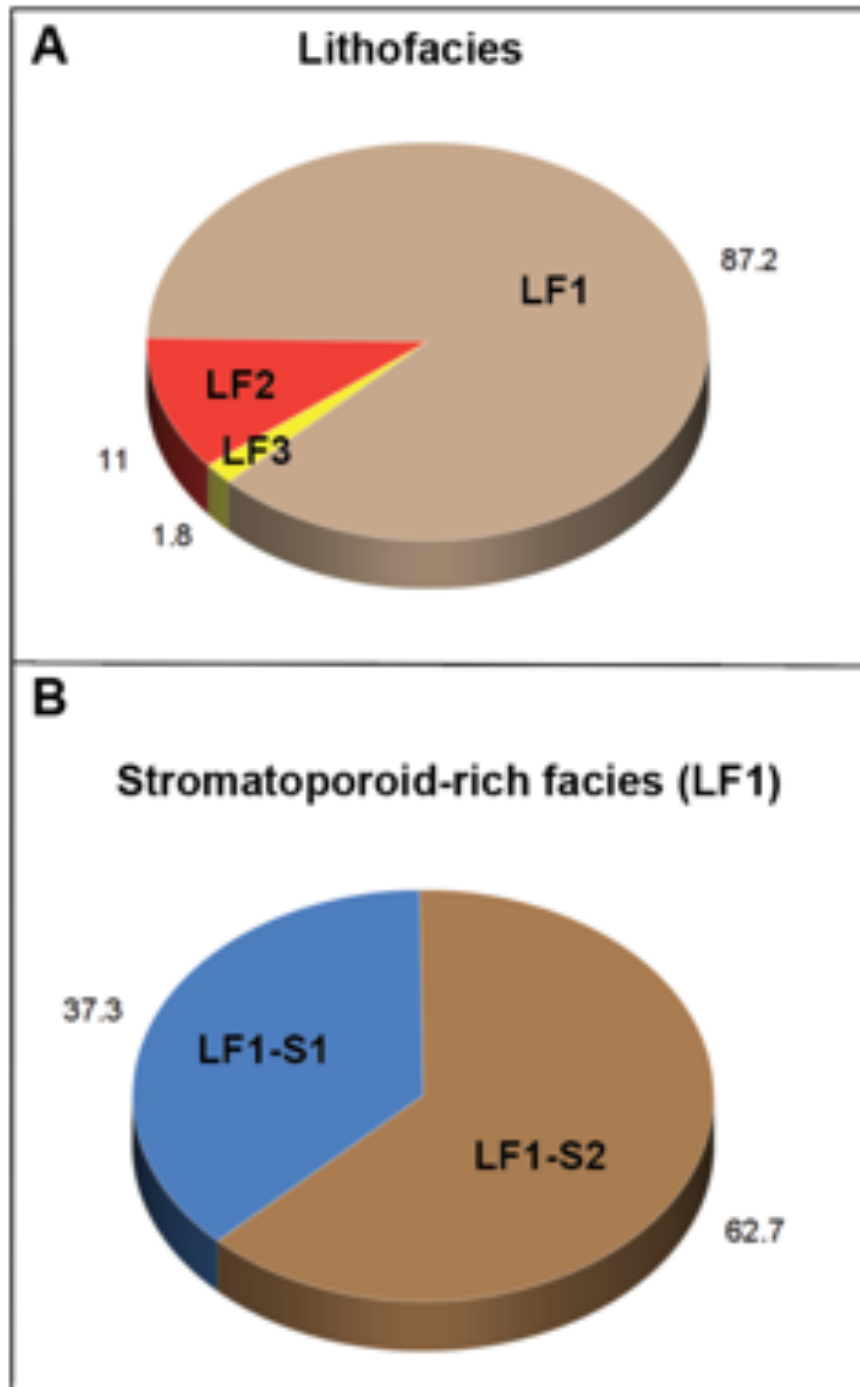 A
Lithofacies
87.2
LF1
LF2
LF3
11
1.8
B
Stromatoporoid-rich facies (LF1)
37.3
LF1-S1
LF1-S2
62.7